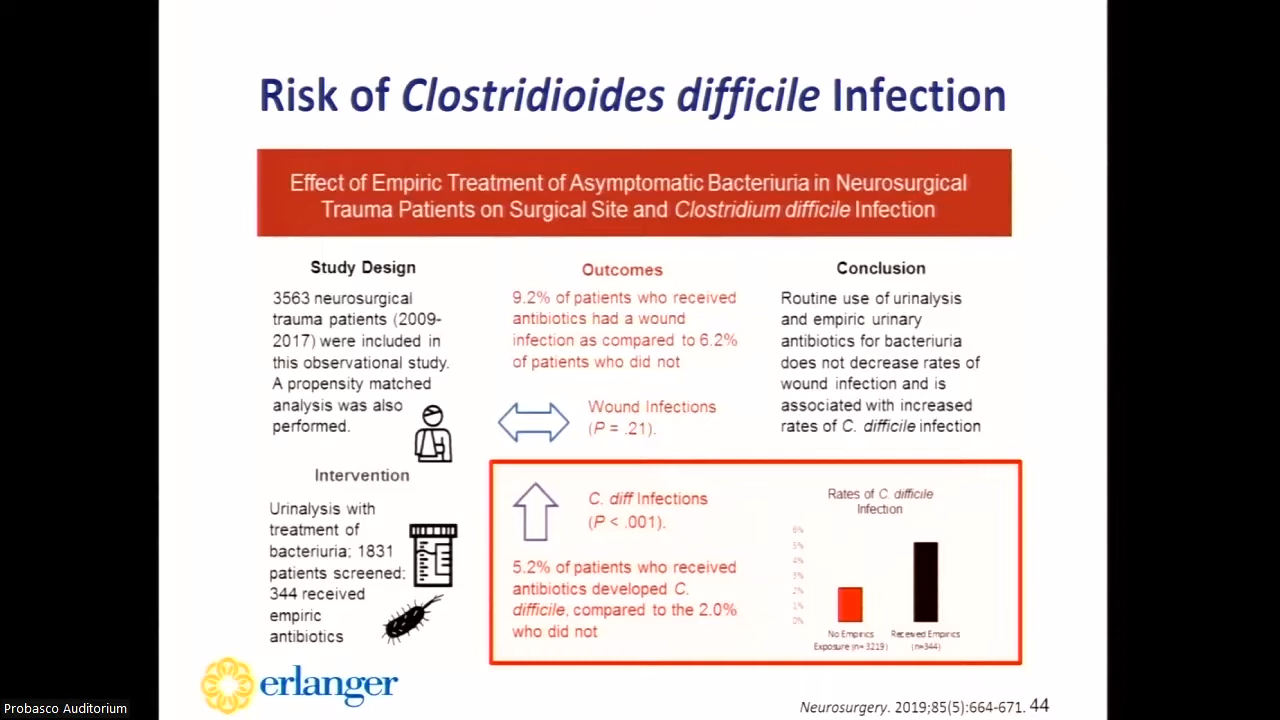 Risk of Clostridioides difficile Infection
Effect of Empiric Treatment of Asymptomatic Bacteriuria in Neurosurgical
Trauma Patients on Surgical Site and Clostridium difficile Infection
Study Design
3563 neurosurgical
trauma patients (2009-
2017) were included in
this observational study.
A propensity matched
analysis was also
performed.
Intervention
Urinalysis with
treatment of
bacteriuria; 1831
patients screened;
344 received
empiric
antibiotics
Outcomes
9.2% of patients who received
antibiotics had a wound
infection as compared to 6.2%
of patients who did not
Wound Infections
(P = .21).
C. diff Infections
(P < .001).
5.2% of patients who received
antibiotics developed C.
difficile, compared to the 2.0%
who did not
Conclusion
Routine use of urinalysis
and empiric urinary
antibiotics for bacteriuria
does not decrease rates of
wound infection and is
associated with increased
rates of C. difficile infection
Rates of C. difficile
Infection
6%
5%
4%
3%
2%
1%
0%
No Empirics
Exposure (n= 3219)
Received Empirics
(n=344)
erlanger
Neurosurgery. 2019;85(5):664-671. 44
Probasco Auditorium